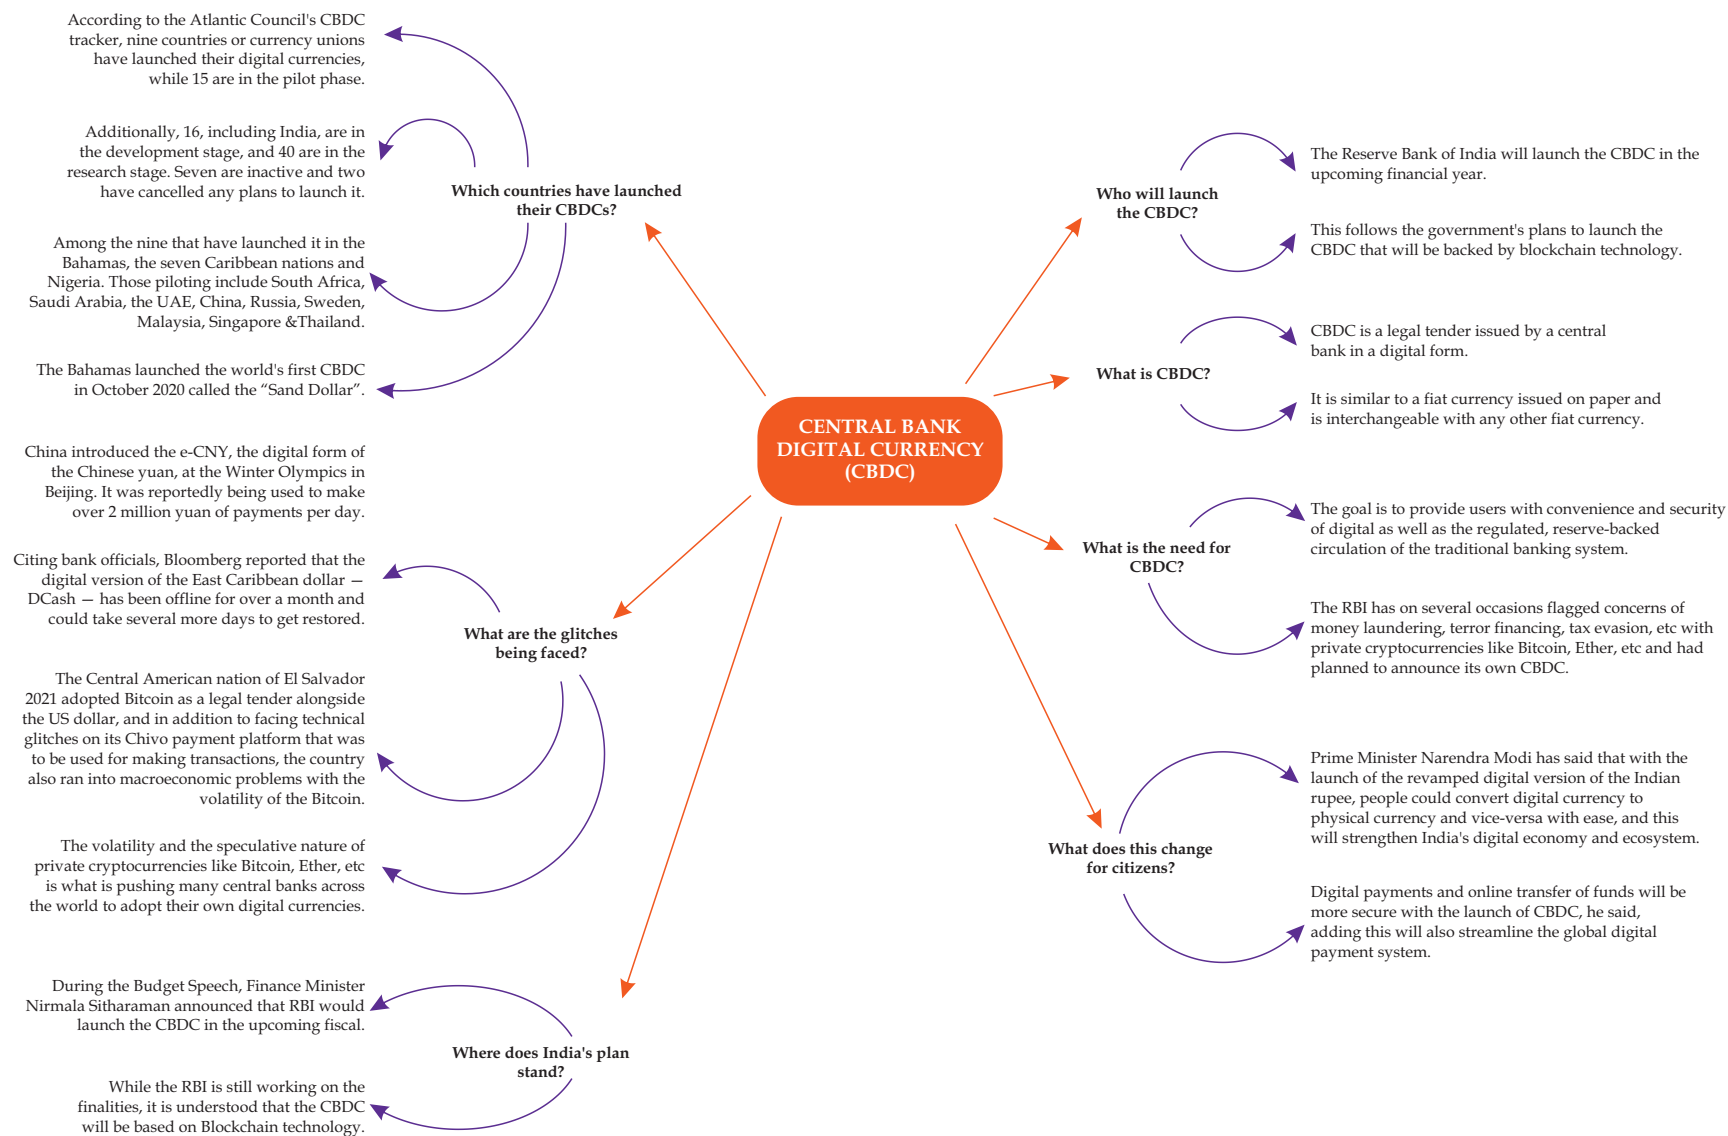 CENTRAL BANK
DIGITAL CURRENCY
(CBDC)
Which countries have launched
their CBDCs?
According to the Atlantic Council's CBDC
tracker, nine countries or currency unions
have launched their digital currencies,
while 15 are in the pilot phase.
Additionally, 16, including India, are in
the development stage, and 40 are in the
research stage. Seven are inactive and two
have cancelled any plans to launch it.
Among the nine that have launched it in the
Bahamas, the seven Caribbean nations and
Nigeria. Those piloting include South Africa,
Saudi Arabia, the UAE, China, Russia, Sweden,
Malaysia, Singapore &Thailand.
The Bahamas launched the world's first CBDC
in October 2020 called the “Sand Dollar”.
China introduced the e-CNY, the digital form of
the Chinese yuan, at the Winter Olympics in
Beijing. It was reportedly being used to make
over 2 million yuan of payments per day.
What are the glitches
being faced?
Citing bank officials, Bloomberg reported that the
digital version of the East Caribbean dollar —
DCash — has been offline for over a month and
could take several more days to get restored.
The Central American nation of El Salvador
2021 adopted Bitcoin as a legal tender alongside
the US dollar, and in addition to facing technical
glitches on its Chivo payment platform that was
to be used for making transactions, the country
also ran into macroeconomic problems with the
volatility of the Bitcoin.
The volatility and the speculative nature of
private cryptocurrencies like Bitcoin, Ether, etc
is what is pushing many central banks across
the world to adopt their own digital currencies.
Where does India's plan
stand?
During the Budget Speech, Finance Minister
Nirmala Sitharaman announced that RBI would
launch the CBDC in the upcoming fiscal.
While the RBI is still working on the
finalities, it is understood that the CBDC
will be based on Blockchain technology.
Who will launch
the CBDC?
The Reserve Bank of India will launch the CBDC in the
upcoming financial year.
This follows the government's plans to launch the
CBDC that will be backed by blockchain technology.
What is CBDC?
CBDC is a legal tender issued by a central
bank in a digital form.
It is similar to a fiat currency issued on paper and
is interchangeable with any other fiat currency.
What is the need for
CBDC?
The goal is to provide users with convenience and security
of digital as well as the regulated, reserve-backed
circulation of the traditional banking system.
The RBI has on several occasions flagged concerns of
money laundering, terror financing, tax evasion, etc with
private cryptocurrencies like Bitcoin, Ether, etc and had
planned to announce its own CBDC.
What does this change
for citizens?
Prime Minister Narendra Modi has said that with the
launch of the revamped digital version of the Indian
rupee, people could convert digital currency to
physical currency and vice-versa with ease, and this
will strengthen India's digital economy and ecosystem.
Digital payments and online transfer of funds will be
more secure with the launch of CBDC, he said,
adding this will also streamline the global digital
payment system.